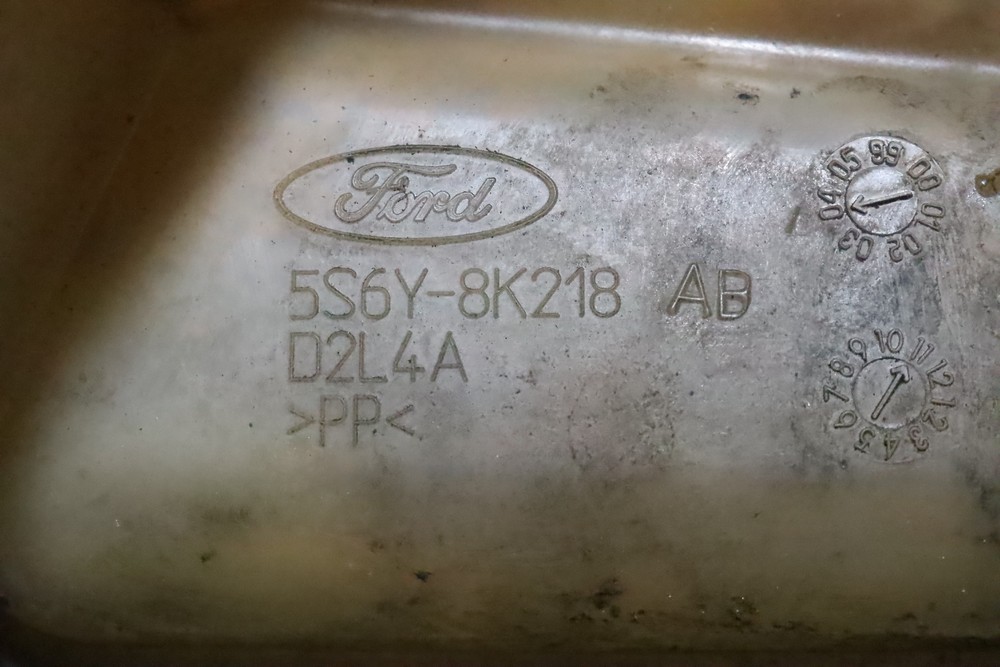 Ford
5S6Y-8K218 AB
D2L4A
>PP<
99 00 01 02 03 04 05
10 11 12 1 2 3 4 5 6 7 8 9